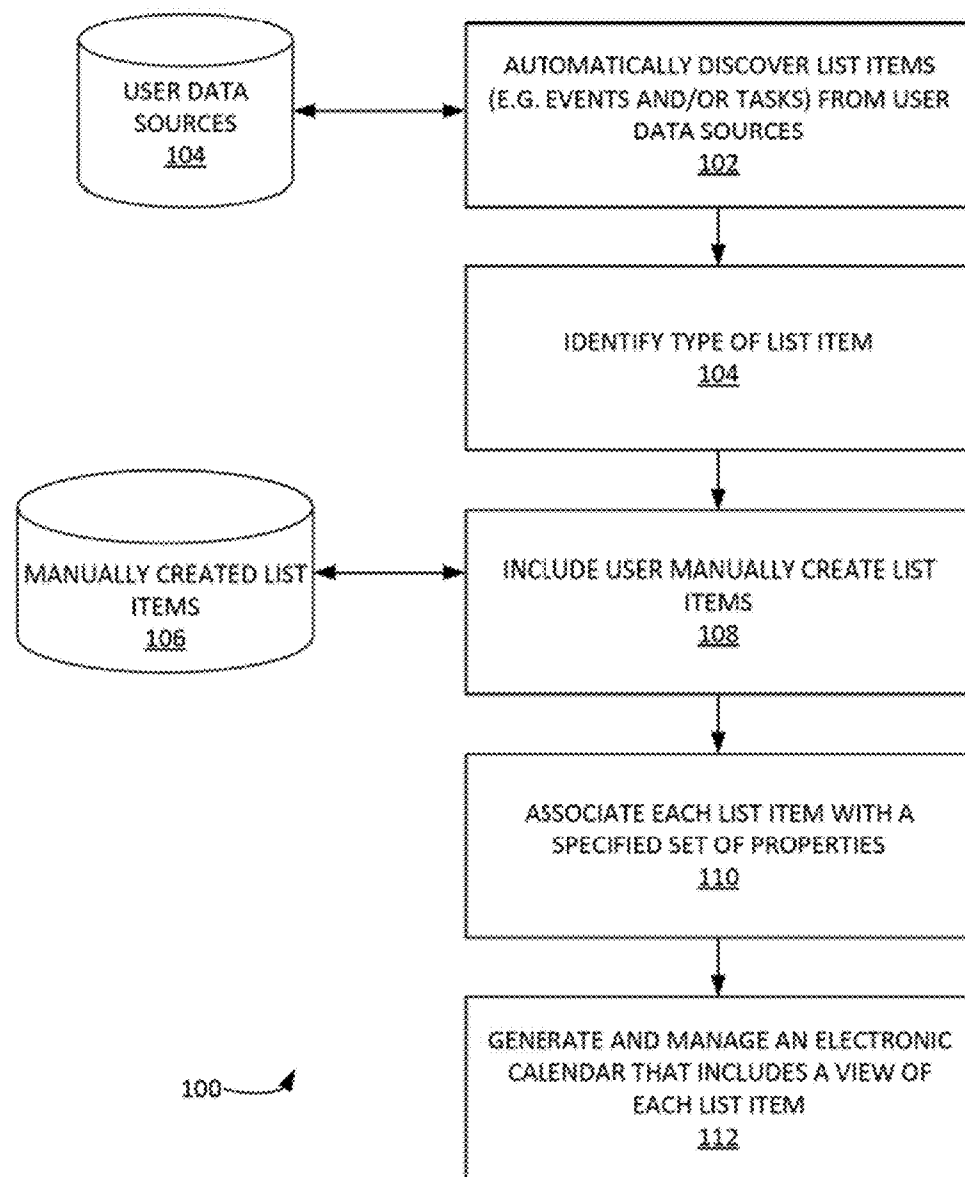 USER DATA
SOURCES
104
AUTOMATICALLY DISCOVER LIST ITEMS
(E.G. EVENTS AND/OR TASKS) FROM USER
DATA SOURCES
102
IDENTIFY TYPE OF LIST ITEM
104
MANUALLY CREATED LIST
ITEMS
106
INCLUDE USER MANUALLY CREATE LIST
ITEMS
108
ASSOCIATE EACH LIST ITEM WITH A
SPECIFIED SET OF PROPERTIES
110
GENERATE AND MANAGE AN ELECTRONIC
CALENDAR THAT INCLUDES A VIEW OF
EACH LIST ITEM
112
100